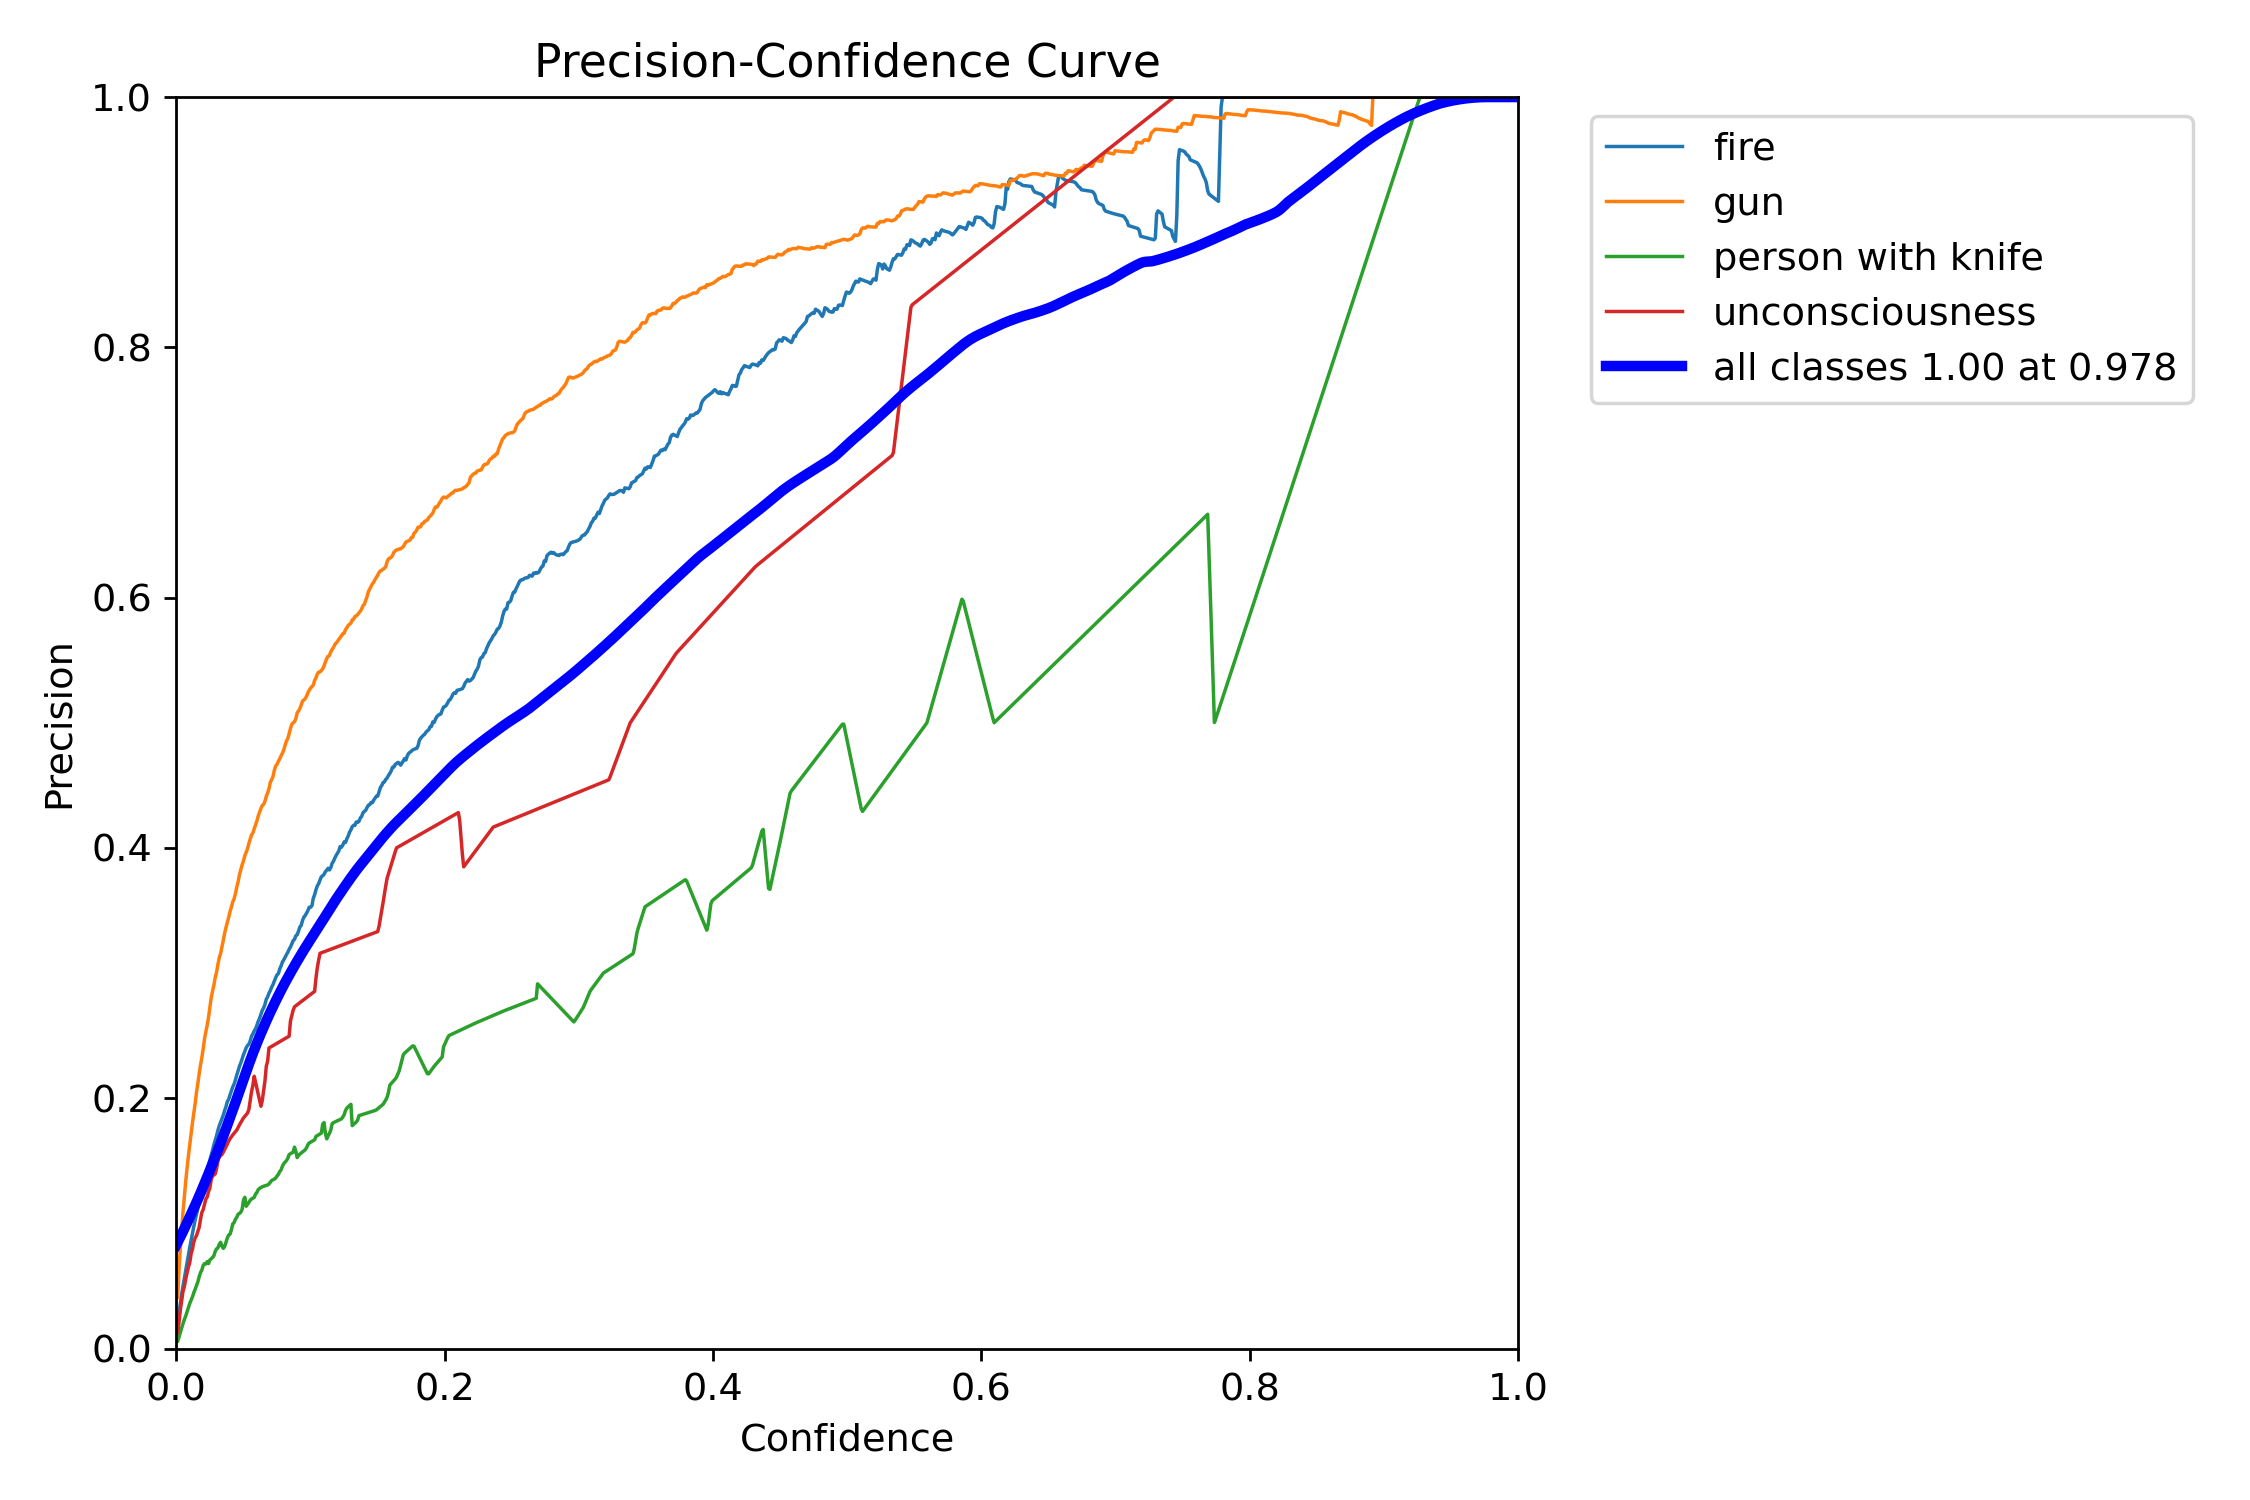 Precision-Confidence Curve
1.0
0.8
0.6
0.4
0.2
0.0
Precision
0.0 0.2 0.4 0.6 0.8 1.0
Confidence
fire
gun
person with knife
unconsciousness
all classes 1.00 at 0.978